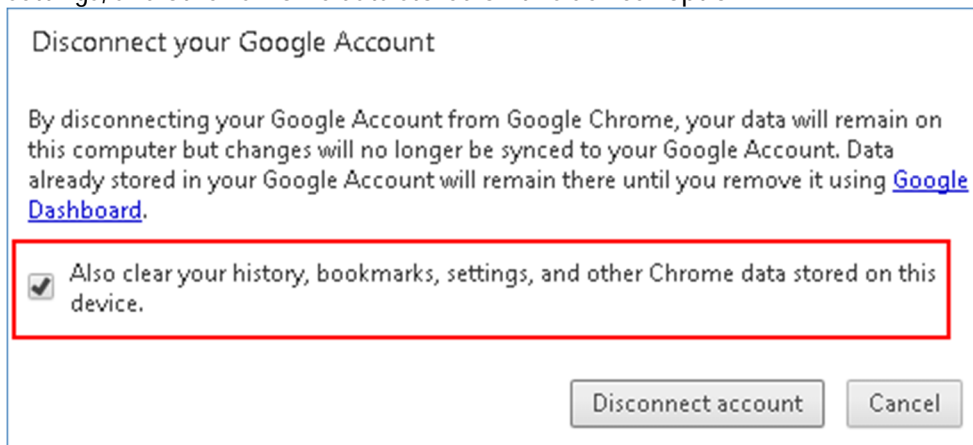 Disconnect your Google Account
By disconnecting your Google Account from Google Chrome, your data will remain on
this computer but changes will no longer be synced to your Google Account. Data
already stored in your Google Account will remain there until you remove it using Google
Dashboard.
Also clear your history, bookmarks, settings, and other Chrome data stored on this
device.
Disconnect account Cancel